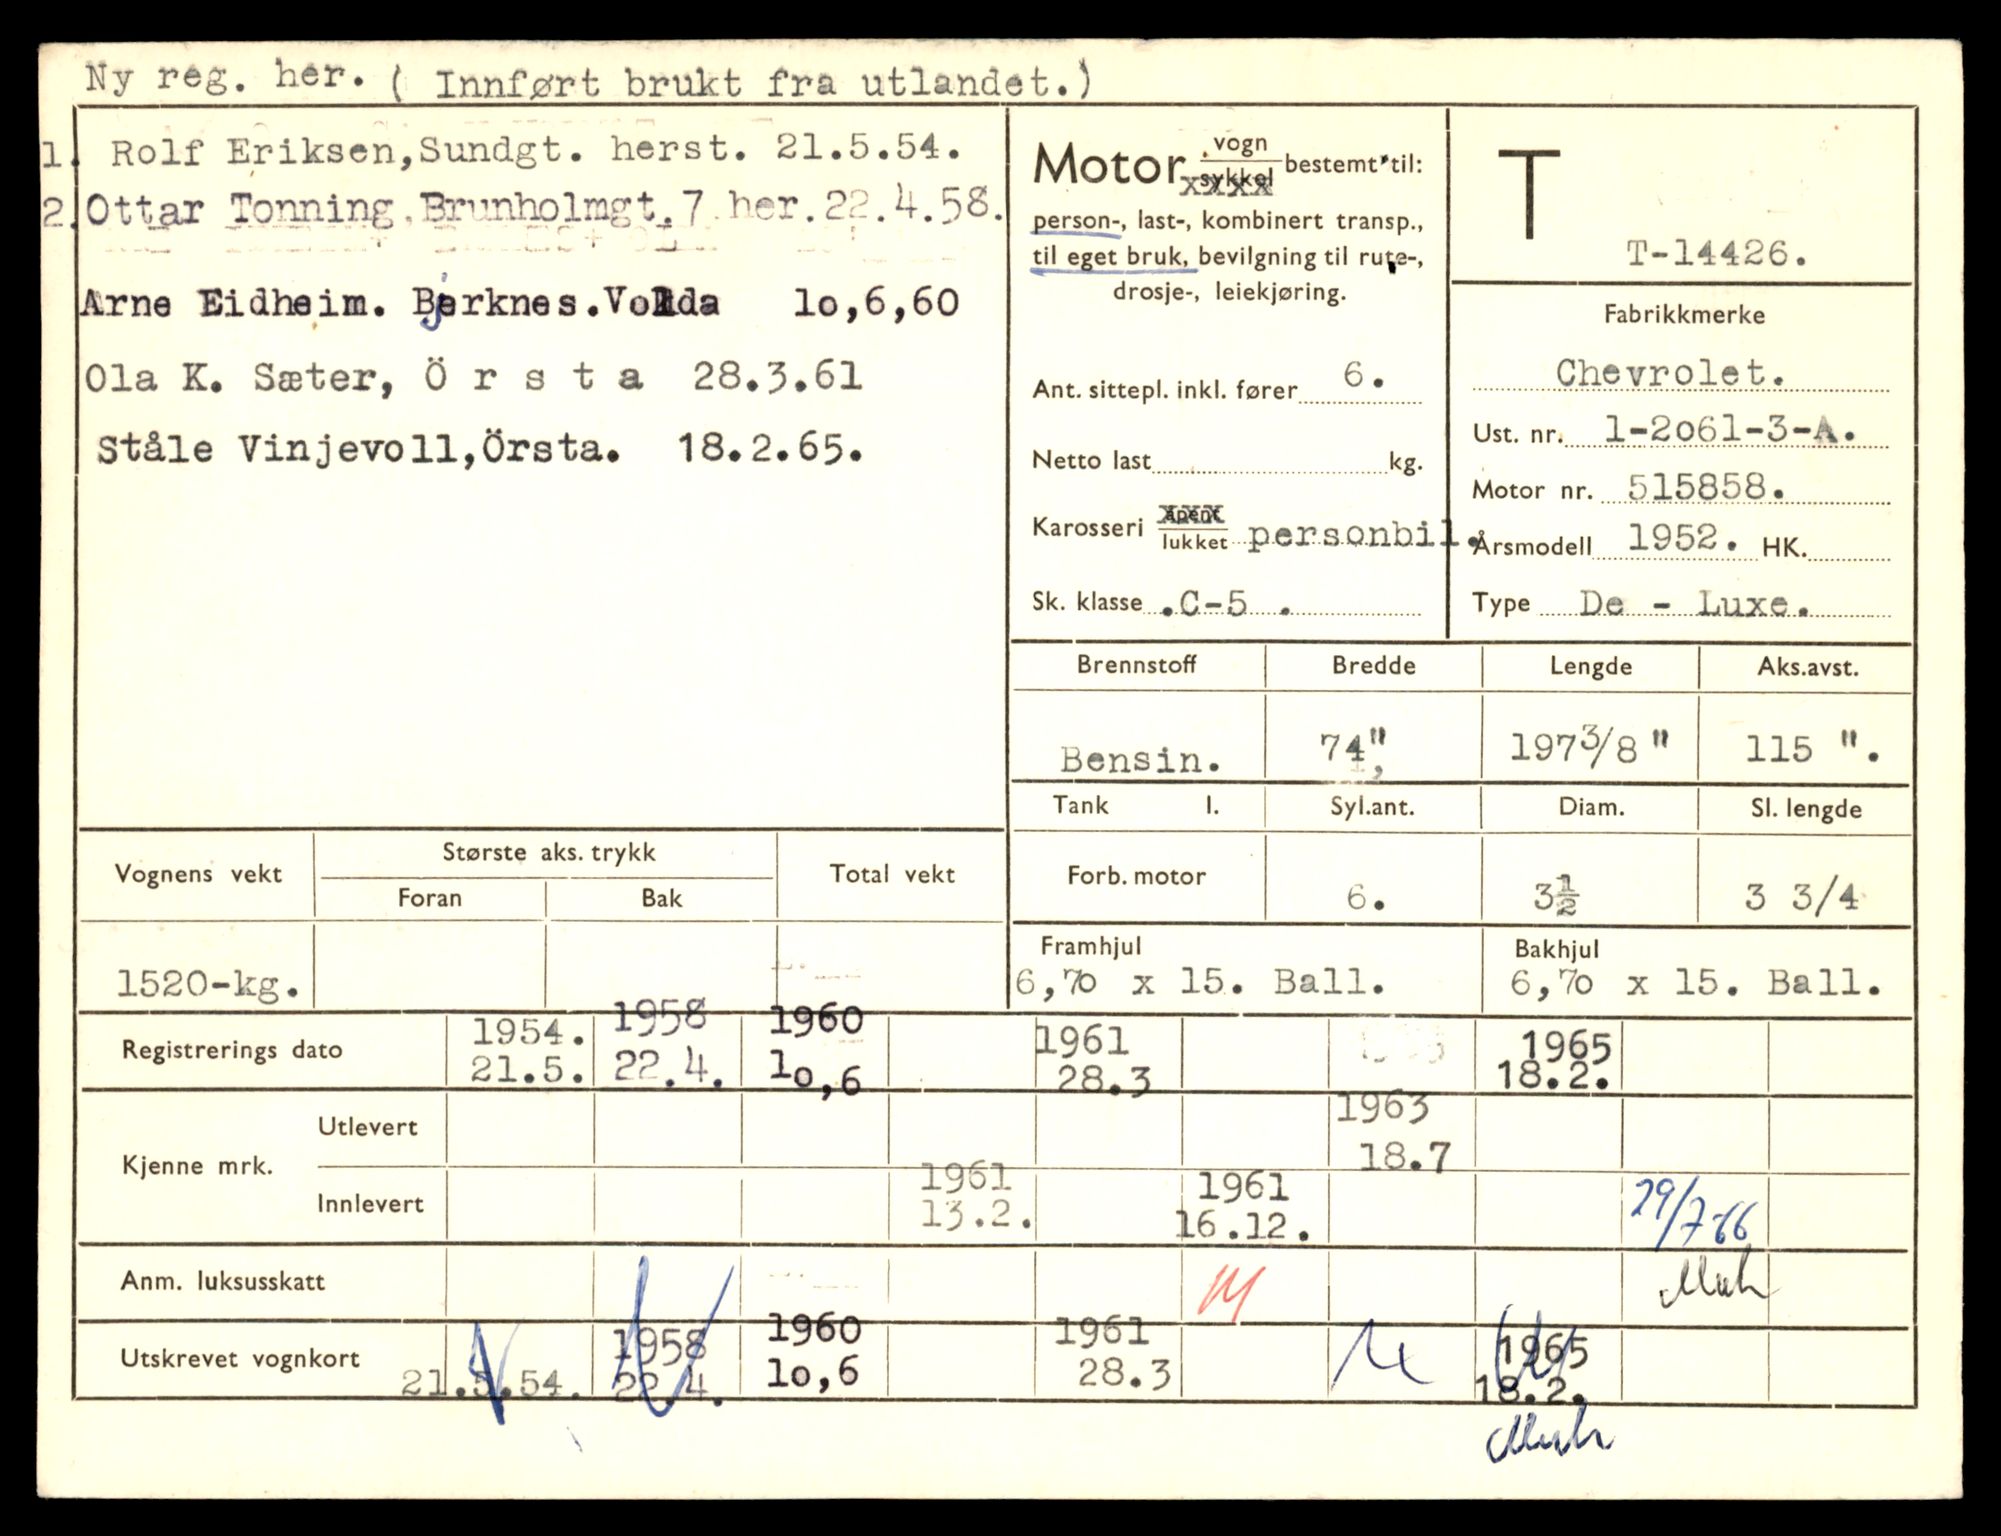 Ny reg. her. ( Innført brukt fra utlandet.)
1. Rolf Eriksen, Sundgt. herst. 21.5.54.
2. Ottar Tonning, Brunholmgt. 7 her. 22.4.58.
Arne Eidheim. Bjerknes. Volda 1o,6,60
Ola K. Sæter, Ö r s t a 28.3.61
Ståle Vinjevoll, Örsta. 18.2.65.
Motor vogn
sykkel xxxx bestemt til:
person-, last-, kombinert transp.,
til eget bruk, bevilgning til rute-,
drosje-, leiekjøring.
Ant. sittepl. inkl. fører 6.
Netto last kg.
Karosseri åpent xxx
lukket personbil.
Sk. klasse .C-5 .
T
T-14426.
Fabrikkmerke
Chevrolet.
Ust. nr. 1-2o61-3-A.
Motor nr. 515858.
Årsmodell 1952. HK.
Type De - Luxe.
Brennstoff Bredde Lengde Aks.avst.
Bensin. 74" 197 3/8 " 115 ".
Tank l. Syl.ant. Diam. Sl. lengde
Forb. motor 6. 3½ 3 3/4
Framhjul Bakhjul
6,70 x 15. Ball. 6,70 x 15. Ball.
Vognens vekt Største aks. trykk Total vekt
Foran Bak
1520-kg.
Registrerings dato 1954. 1958 1960 1961 1965
21.5. 22.4. 1o,6 28.3 18.2.
Kjenne mrk. Utlevert 1963
18.7
Innlevert 1961 1961 29/7-66
13.2. 16.12.
Anm. luksusskatt
Utskrevet vognkort 1958 1960 1961 1965
21.5.54. 22.4. 1o,6 28.3 18.2.